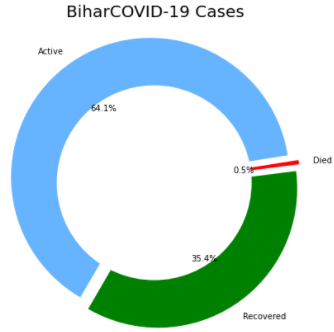 BiharCOVID-19 Cases
Active
64.1%
0.5%
Died
35.4%
Recovered